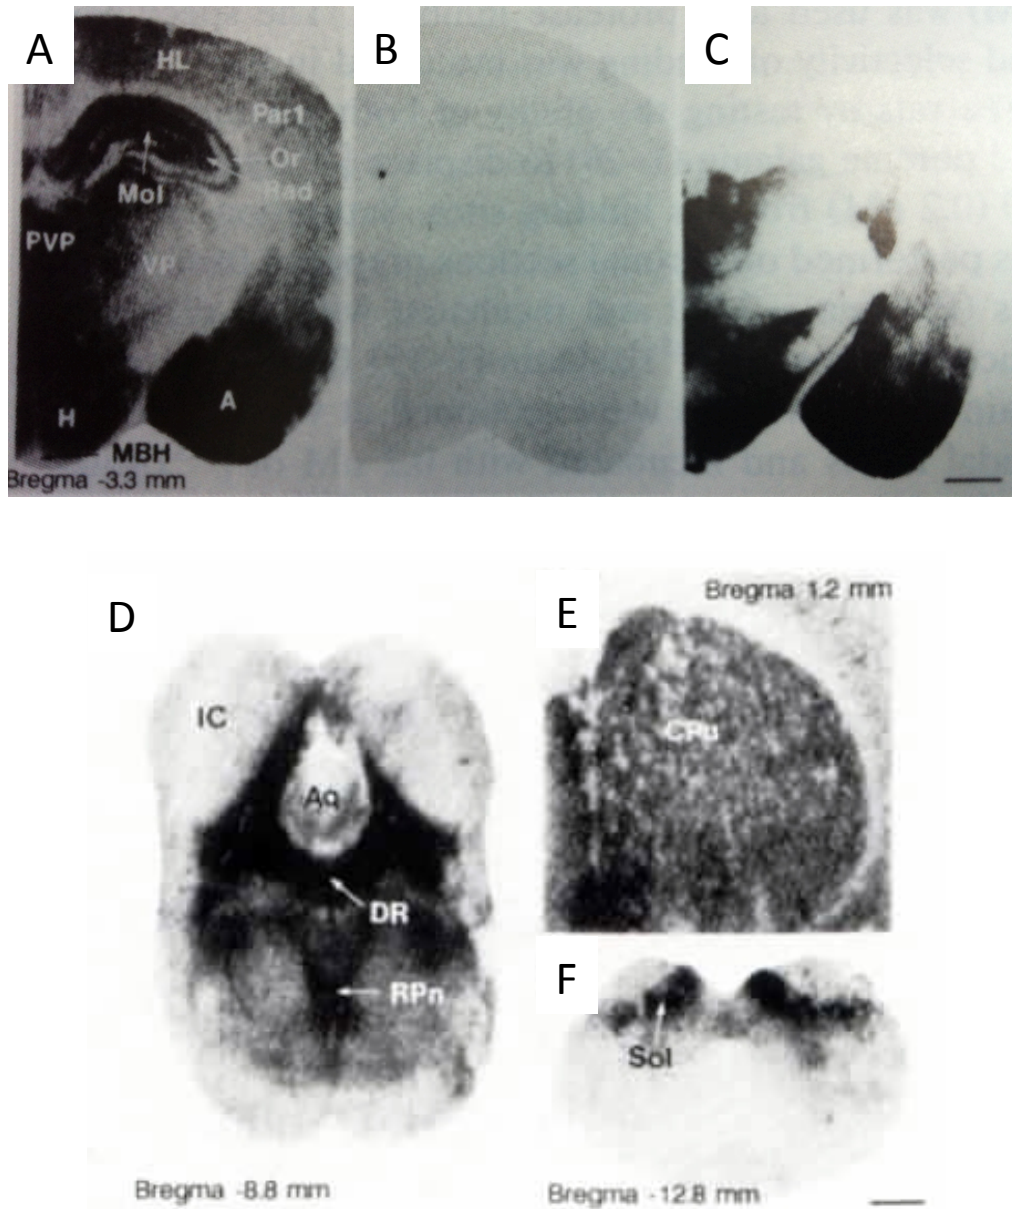 A
B
C
HL
Par1
Or
Rad
Mol
PVP
VP
A
H
MBH
Bregma -3.3 mm
D
E
Bregma 1.2 mm
IC
CPu
Aq
DR
F
RPn
Sol
Bregma -8.8 mm
Bregma -12.8 mm